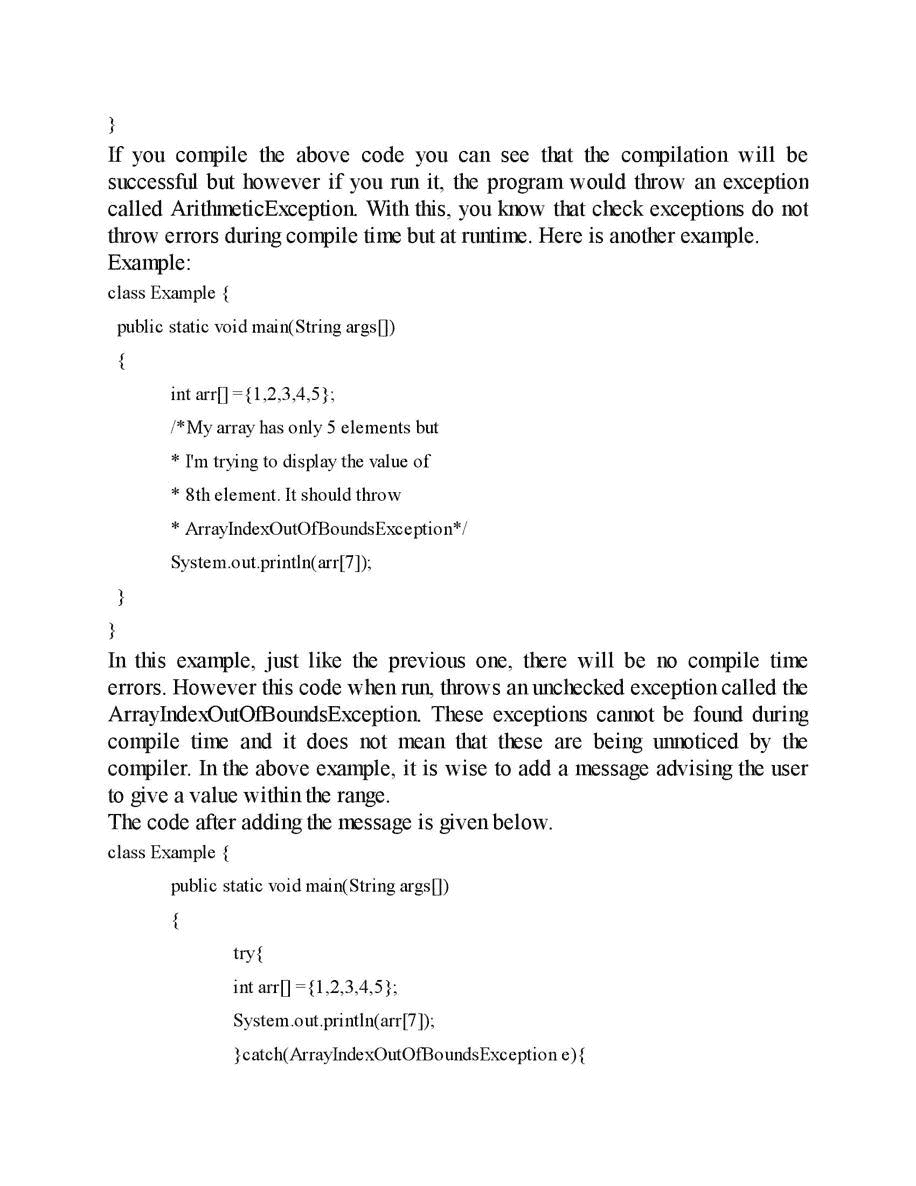 }
If you compile the above code you can see that the compilation will be
successful but however if you run it, the program would throw an exception
called ArithmeticException. With this, you know that check exceptions do not
throw errors during compile time but at runtime. Here is another example.
Example:
class Example {
public static void main(String args[])
{
int arr[] ={1,2,3,4,5};
/*My array has only 5 elements but
* I'm trying to display the value of
* 8th element. It should throw
* ArrayIndexOutOfBoundsException*/
System.out.println(arr[7]);
}
}
In this example, just like the previous one, there will be no compile time
errors. However this code when run, throws an unchecked exception called the
ArrayIndexOutOfBoundsException. These exceptions cannot be found during
compile time and it does not mean that these are being unnoticed by the
compiler. In the above example, it is wise to add a message advising the user
to give a value within the range.
The code after adding the message is given below.
class Example {
public static void main(String args[])
{
try{
int arr[] ={1,2,3,4,5};
System.out.println(arr[7]);
}catch(ArrayIndexOutOfBoundsException e){